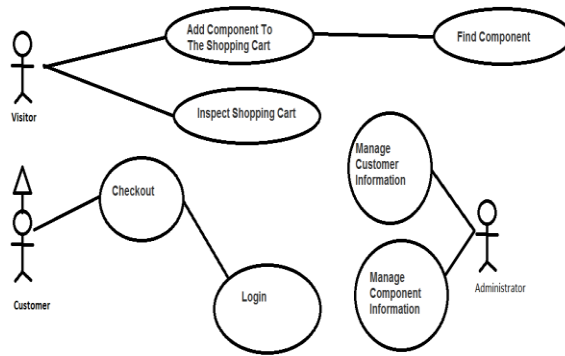 Add Component To
The Shopping Cart
Find Component
Visitor
Inspect Shopping Cart
Manage
Customer
Information
Checkout
Customer
Login
Manage
Component
Information
Administrator